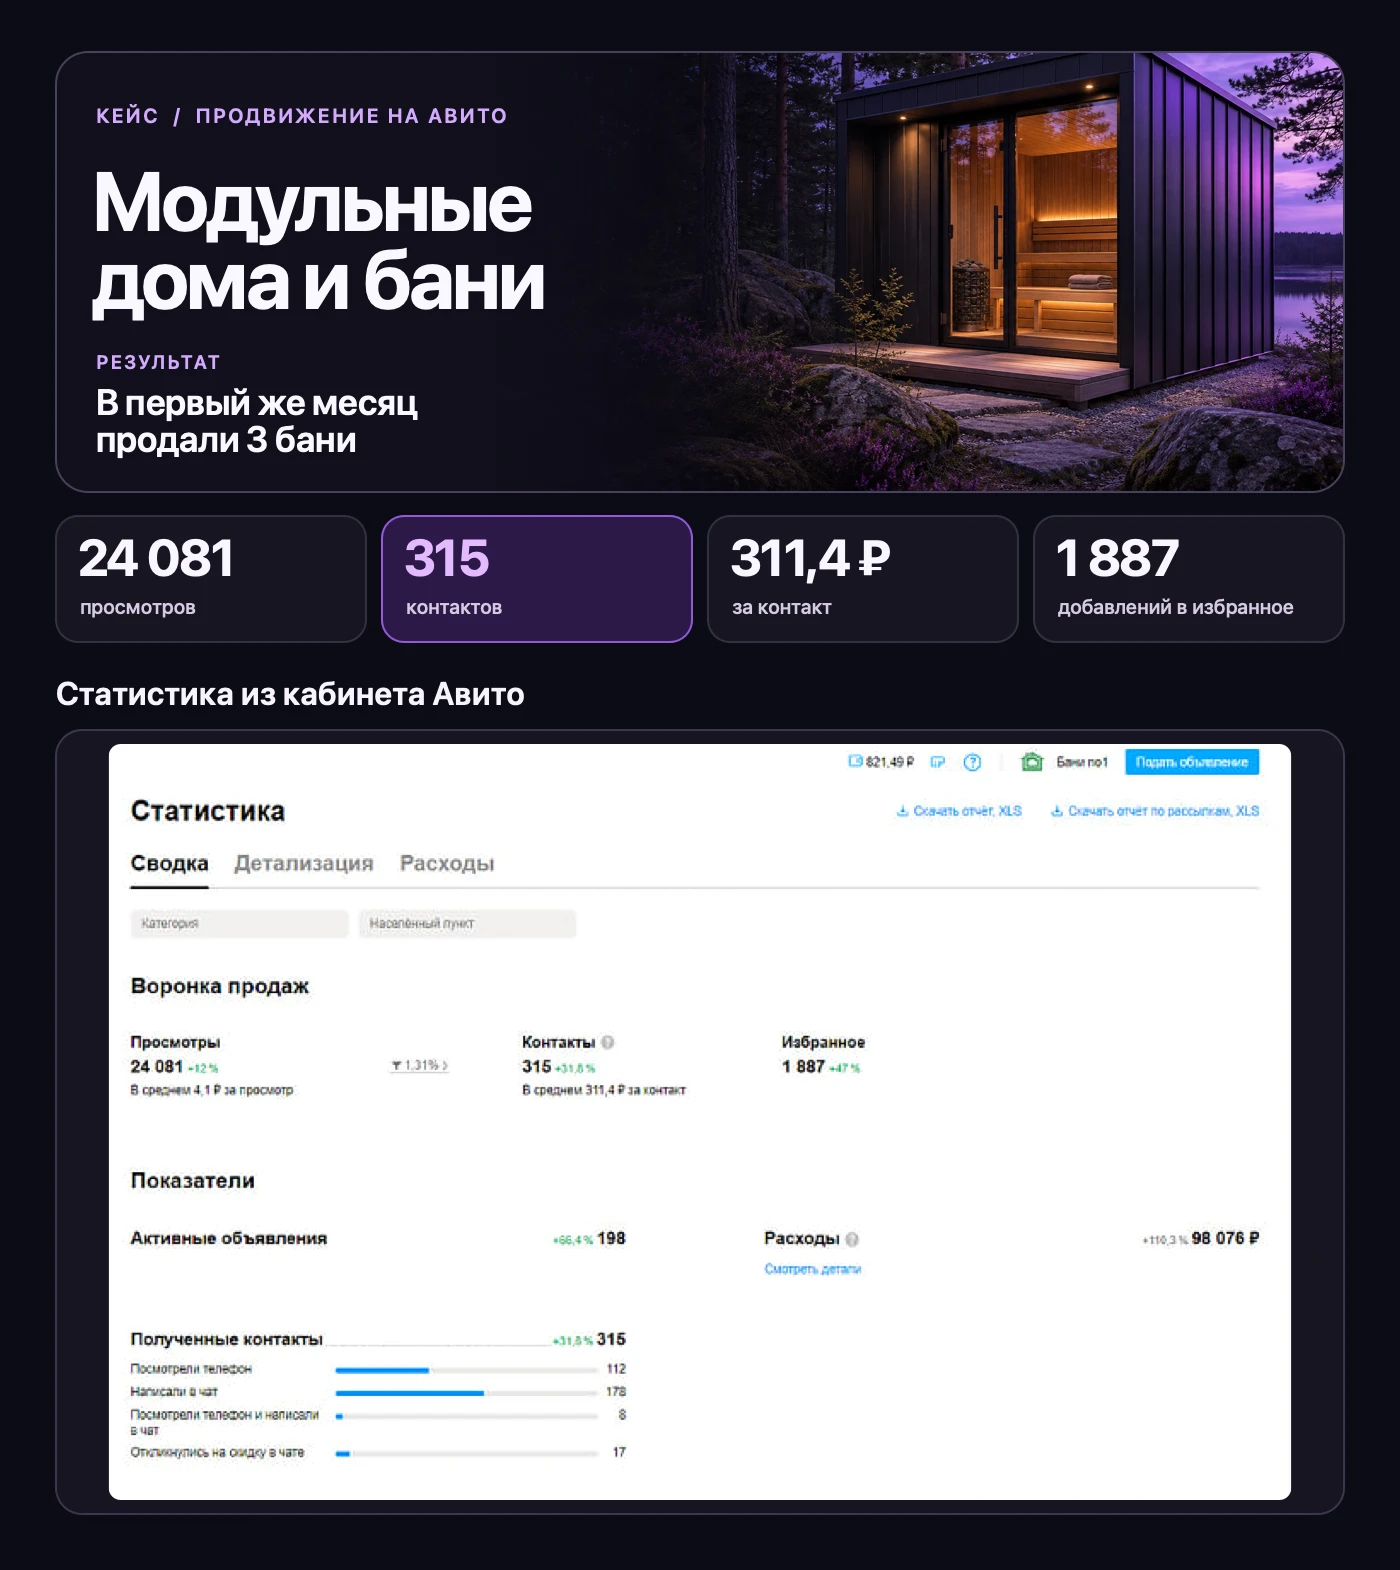 КЕЙС / ПРОДВИЖЕНИЕ НА АВИТО
Модульные
дома и бани
РЕЗУЛЬТАТ
В первый же месяц
продали 3 бани
24 081
просмотров
315
контактов
311,4 ₽
за контакт
1 887
добавлений в избранное
Статистика из кабинета Авито
821,49 ₽
Бани по1
Подать объявление
Статистика
Скачать отчёт, XLS
Скачать отчёт по рассылкам, XLS
Сводка Детализация Расходы
Категория
Населённый пункт
Воронка продаж
Просмотры
24 081 +12 %
В среднем 4,1 ₽ за просмотр
1,31%
Контакты
315 +31,8 %
В среднем 311,4 ₽ за контакт
Избранное
1 887 +47 %
Показатели
Активные объявления +66,4 % 198
Расходы +110,3 % 98 076 ₽
Смотреть детали
Полученные контакты +31,8 % 315
Посмотрели телефон 112
Написали в чат 178
Посмотрели телефон и написали
в чат 8
Откликнулись на скидку в чате 17